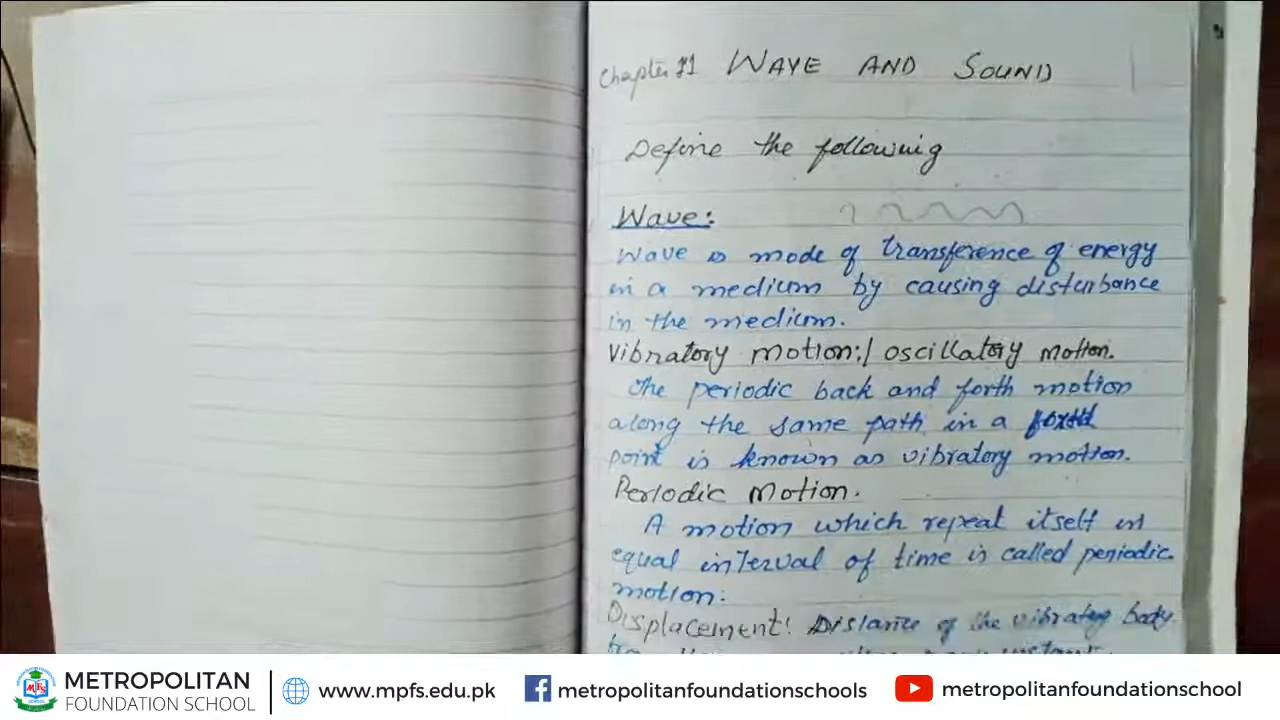 Chapter 11 WAVE AND SOUND
Define the following
Wave:
Wave is mode of transference of energy
in a medium by causing disturbance
in the medium.
Vibratory motion:/ oscillatory motion.
The periodic back and forth motion
along the same path in a
point is known as vibratory motion.
Periodic Motion.
A motion which repeat itself in
equal interval of time is called periodic
motion:
Displacement: Distance of the vibrating body
METROPOLITAN
FOUNDATION SCHOOL
www.mpfs.edu.pk
metropolitanfoundationschools
metropolitanfoundationschool